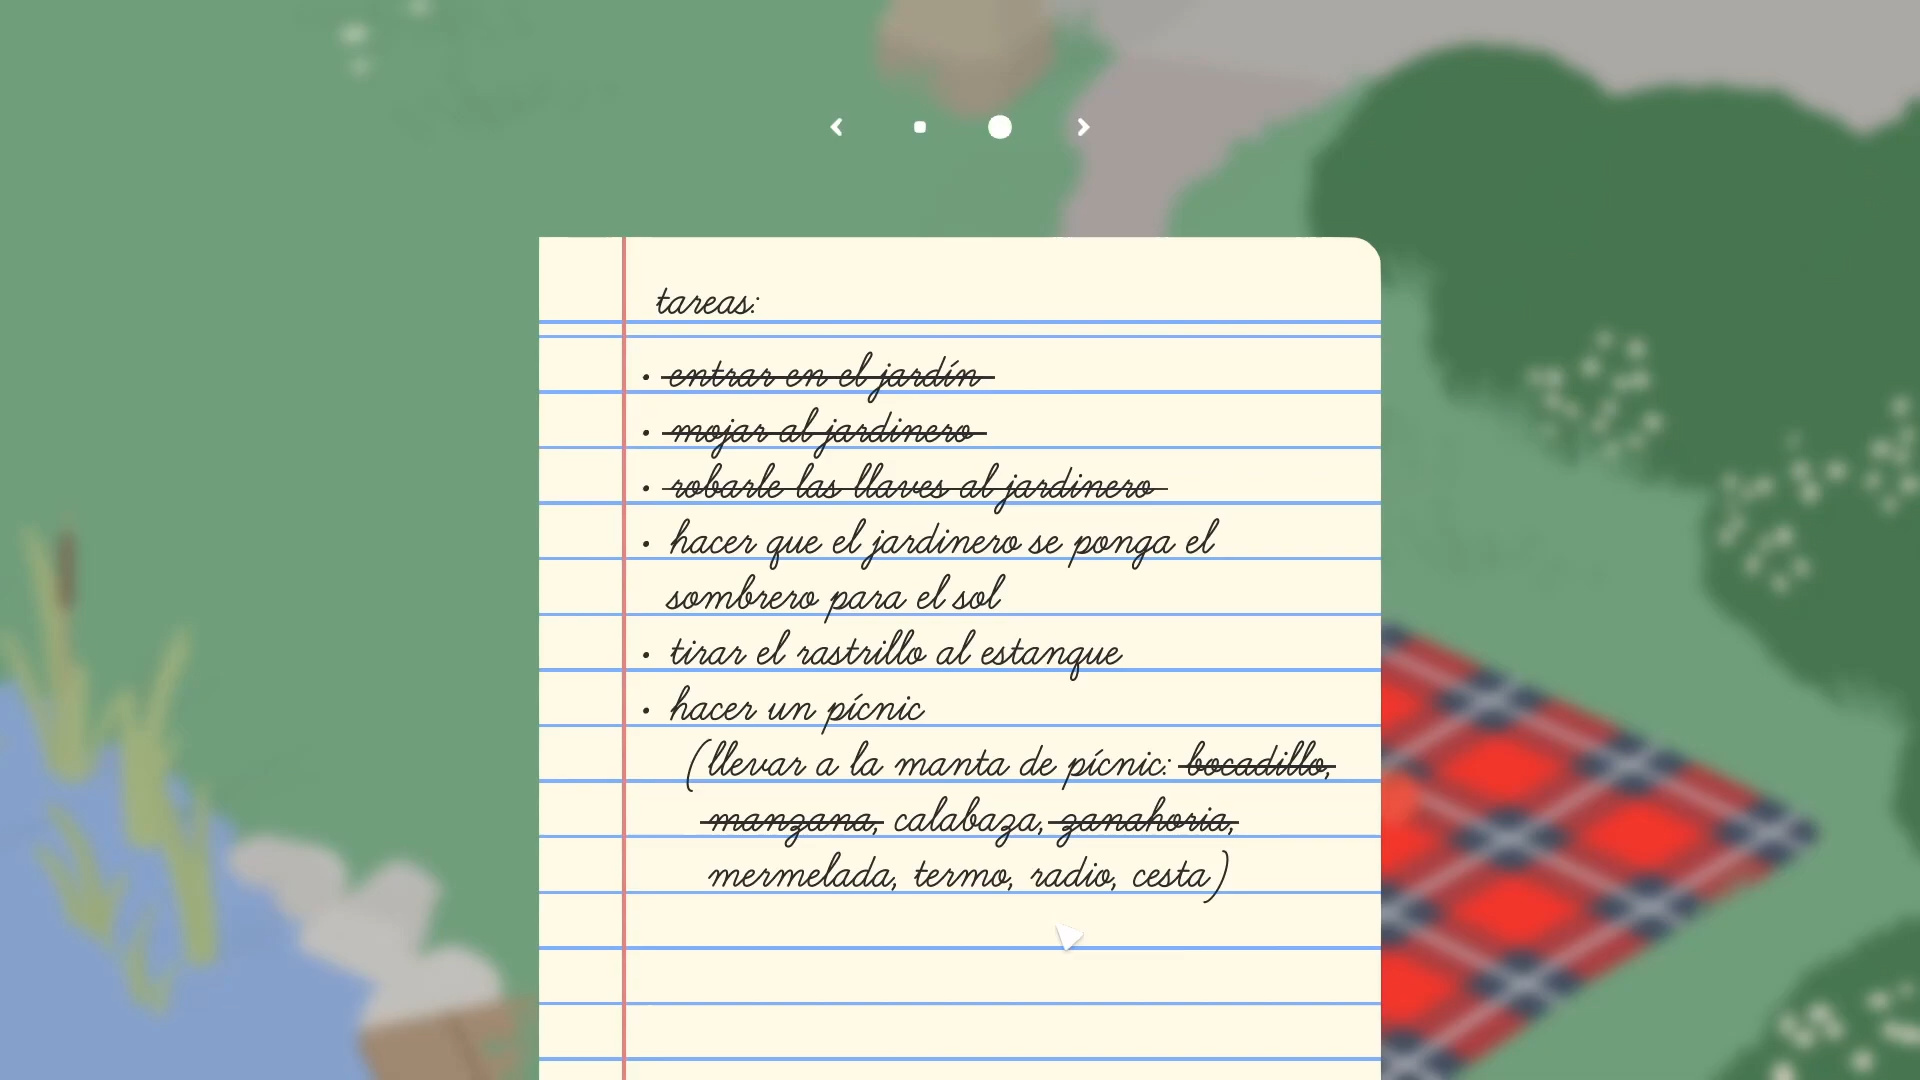 tareas:
• entrar en el jardín
• mojar al jardinero
• robarle las llaves al jardinero
• hacer que el jardinero se ponga el
sombrero para el sol
• tirar el rastrillo al estanque
• hacer un pícnic
(llevar a la manta de pícnic: bocadillo,
manzana, calabaza, zanahoria,
mermelada, termo, radio, cesta)